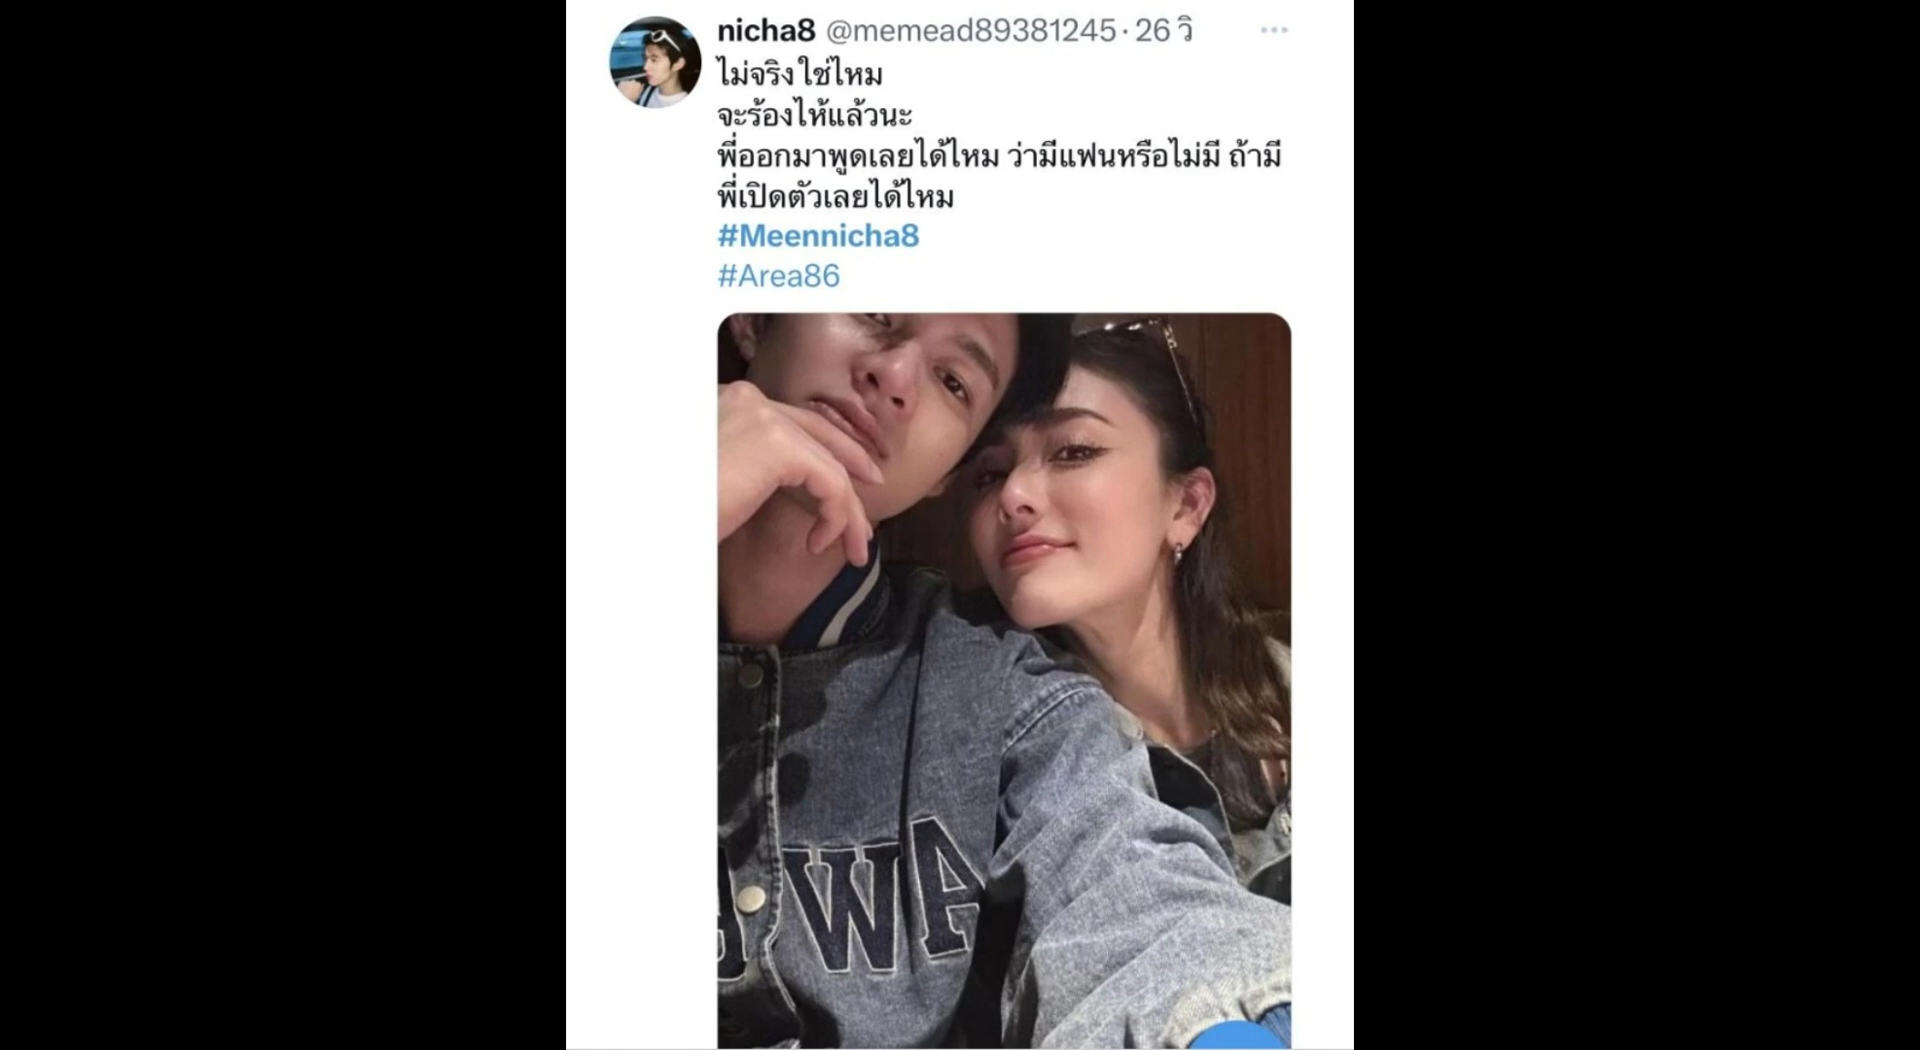 nicha8 @memead89381245 · 26 วิ
ไม่จริงใช่ไหม
จะร้องไห้แล้วนะ
พี่ออกมาพูดเลยได้ไหม ว่ามีแฟนหรือไม่มี ถ้ามี
พี่เปิดตัวเลยได้ไหม
#Meennicha8
#Area86
WA